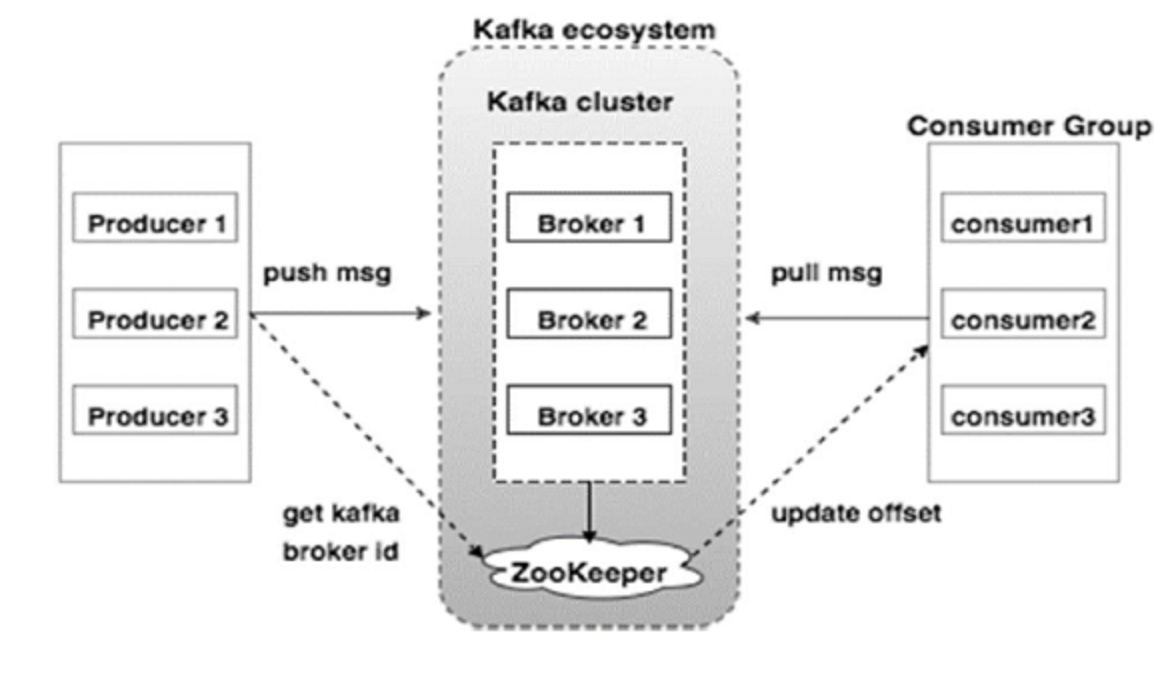 Kafka ecosystem
Kafka cluster
Consumer Group
Producer 1
Broker 1
consumer1
push msg
pull msg
Producer 2
Broker 2
consumer2
Producer 3
Broker 3
consumer3
get kafka
broker id
update offset
ZooKeeper